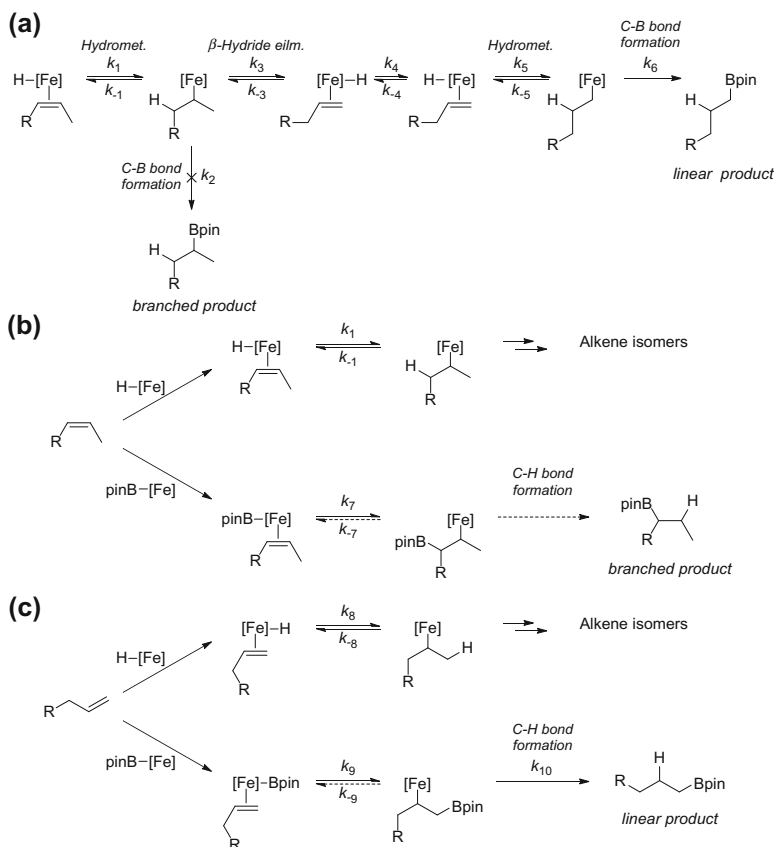 (a)
Hydromet.
β-Hydride eilm.
Hydromet.
C-B bond
formation
H–[Fe]
R
k1
k-1
[Fe]
H
R
k3
k-3
[Fe]-H
R
k4
k-4
H–[Fe]
R
k5
k-5
[Fe]
H
R
k6
Bpin
H
R
linear product
C-B bond
formation
k2
Bpin
H
R
branched product
(b)
H–[Fe]
R
k1
k-1
[Fe]
H
R
Alkene isomers
H–[Fe]
R
pinB–[Fe]
pinB–[Fe]
R
k7
k-7
[Fe]
pinB
R
C-H bond
formation
pinB
H
R
branched product
(c)
[Fe]-H
R
k8
k-8
[Fe]
H
R
Alkene isomers
H–[Fe]
R
pinB–[Fe]
[Fe]-Bpin
R
k9
k-9
[Fe]
Bpin
R
C-H bond
formation
k10
H
R
Bpin
linear product